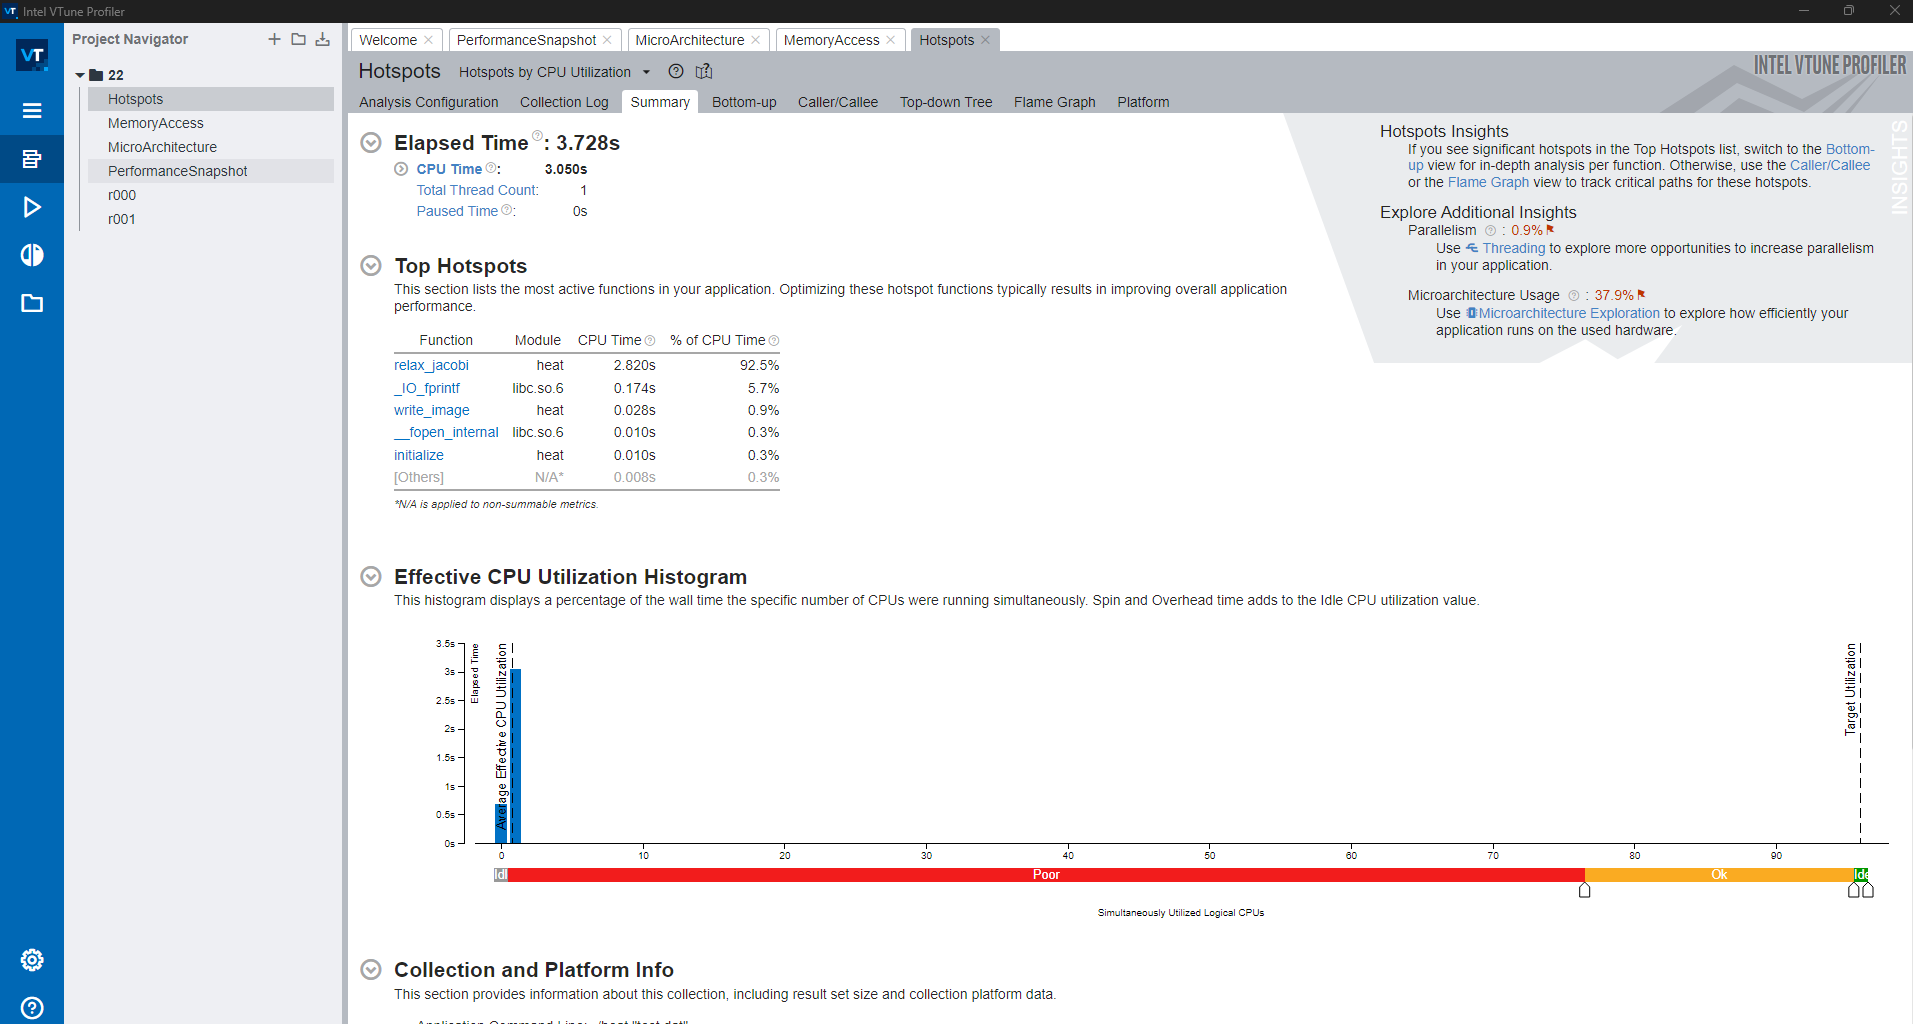 Intel VTune Profiler
VT
Project Navigator
22
Hotspots
MemoryAccess
MicroArchitecture
PerformanceSnapshot
r000
r001
Welcome
PerformanceSnapshot
MicroArchitecture
MemoryAccess
Hotspots
Hotspots Hotspots by CPU Utilization
INTEL VTUNE PROFILER
Analysis Configuration Collection Log Summary Bottom-up Caller/Callee Top-down Tree Flame Graph Platform
Elapsed Time : 3.728s
CPU Time : 3.050s
Total Thread Count: 1
Paused Time : 0s
Top Hotspots
This section lists the most active functions in your application. Optimizing these hotspot functions typically results in improving overall application
performance.
Function Module CPU Time % of CPU Time
relax_jacobi heat 2.820s 92.5%
_IO_fprintf libc.so.6 0.174s 5.7%
write_image heat 0.028s 0.9%
__fopen_internal libc.so.6 0.010s 0.3%
initialize heat 0.010s 0.3%
[Others] N/A* 0.008s 0.3%
*N/A is applied to non-summable metrics.
Hotspots Insights
If you see significant hotspots in the Top Hotspots list, switch to the Bottom-
up view for in-depth analysis per function. Otherwise, use the Caller/Callee
or the Flame Graph view to track critical paths for these hotspots.
Explore Additional Insights
Parallelism : 0.9%
Use Threading to explore more opportunities to increase parallelism
in your application.
Microarchitecture Usage : 37.9%
Use Microarchitecture Exploration to explore how efficiently your
application runs on the used hardware.
INSIGHTS
Effective CPU Utilization Histogram
This histogram displays a percentage of the wall time the specific number of CPUs were running simultaneously. Spin and Overhead time adds to the Idle CPU utilization value.
3.5s
3s
2.5s
2s
1.5s
1s
0.5s
0s
Elapsed Time
Average Effective CPU Utilization
Target Utilization
0 10 20 30 40 50 60 70 80 90
Idl Poor Ok Ide
Simultaneously Utilized Logical CPUs
Collection and Platform Info
This section provides information about this collection, including result set size and collection platform data.
Application Command Line: ./heat "test.dat"